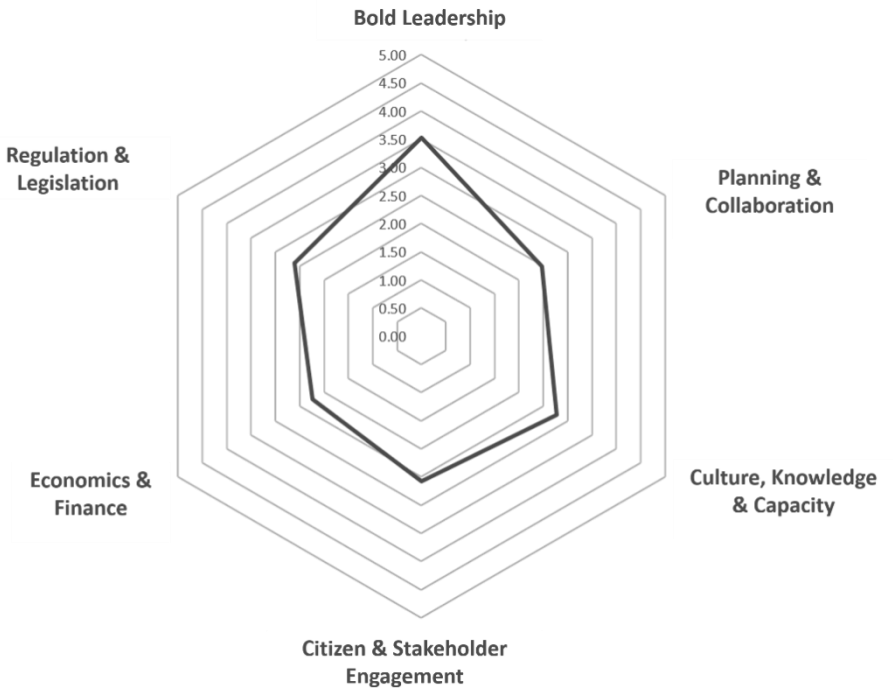 Bold Leadership
5.00
4.50
4.00
3.50
3.00
2.50
2.00
1.50
1.00
0.50
0.00
Regulation &
Legislation
Planning &
Collaboration
Economics &
Finance
Culture, Knowledge
& Capacity
Citizen & Stakeholder
Engagement